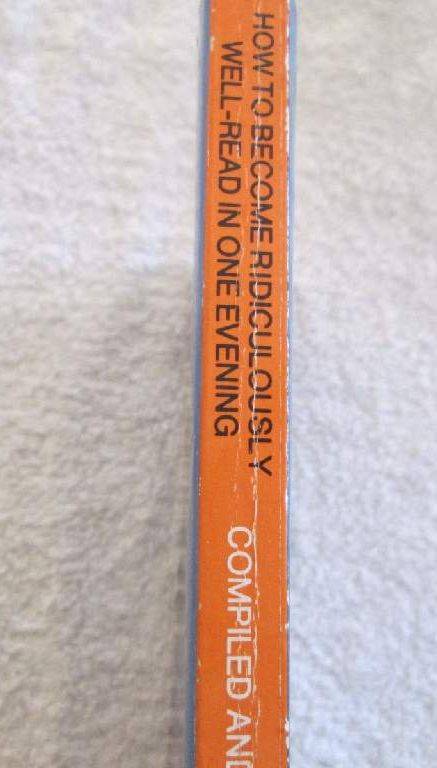 HOW TO BECOME RIDICULOUSLY
WELL-READ IN ONE EVENING
COMPILED AND